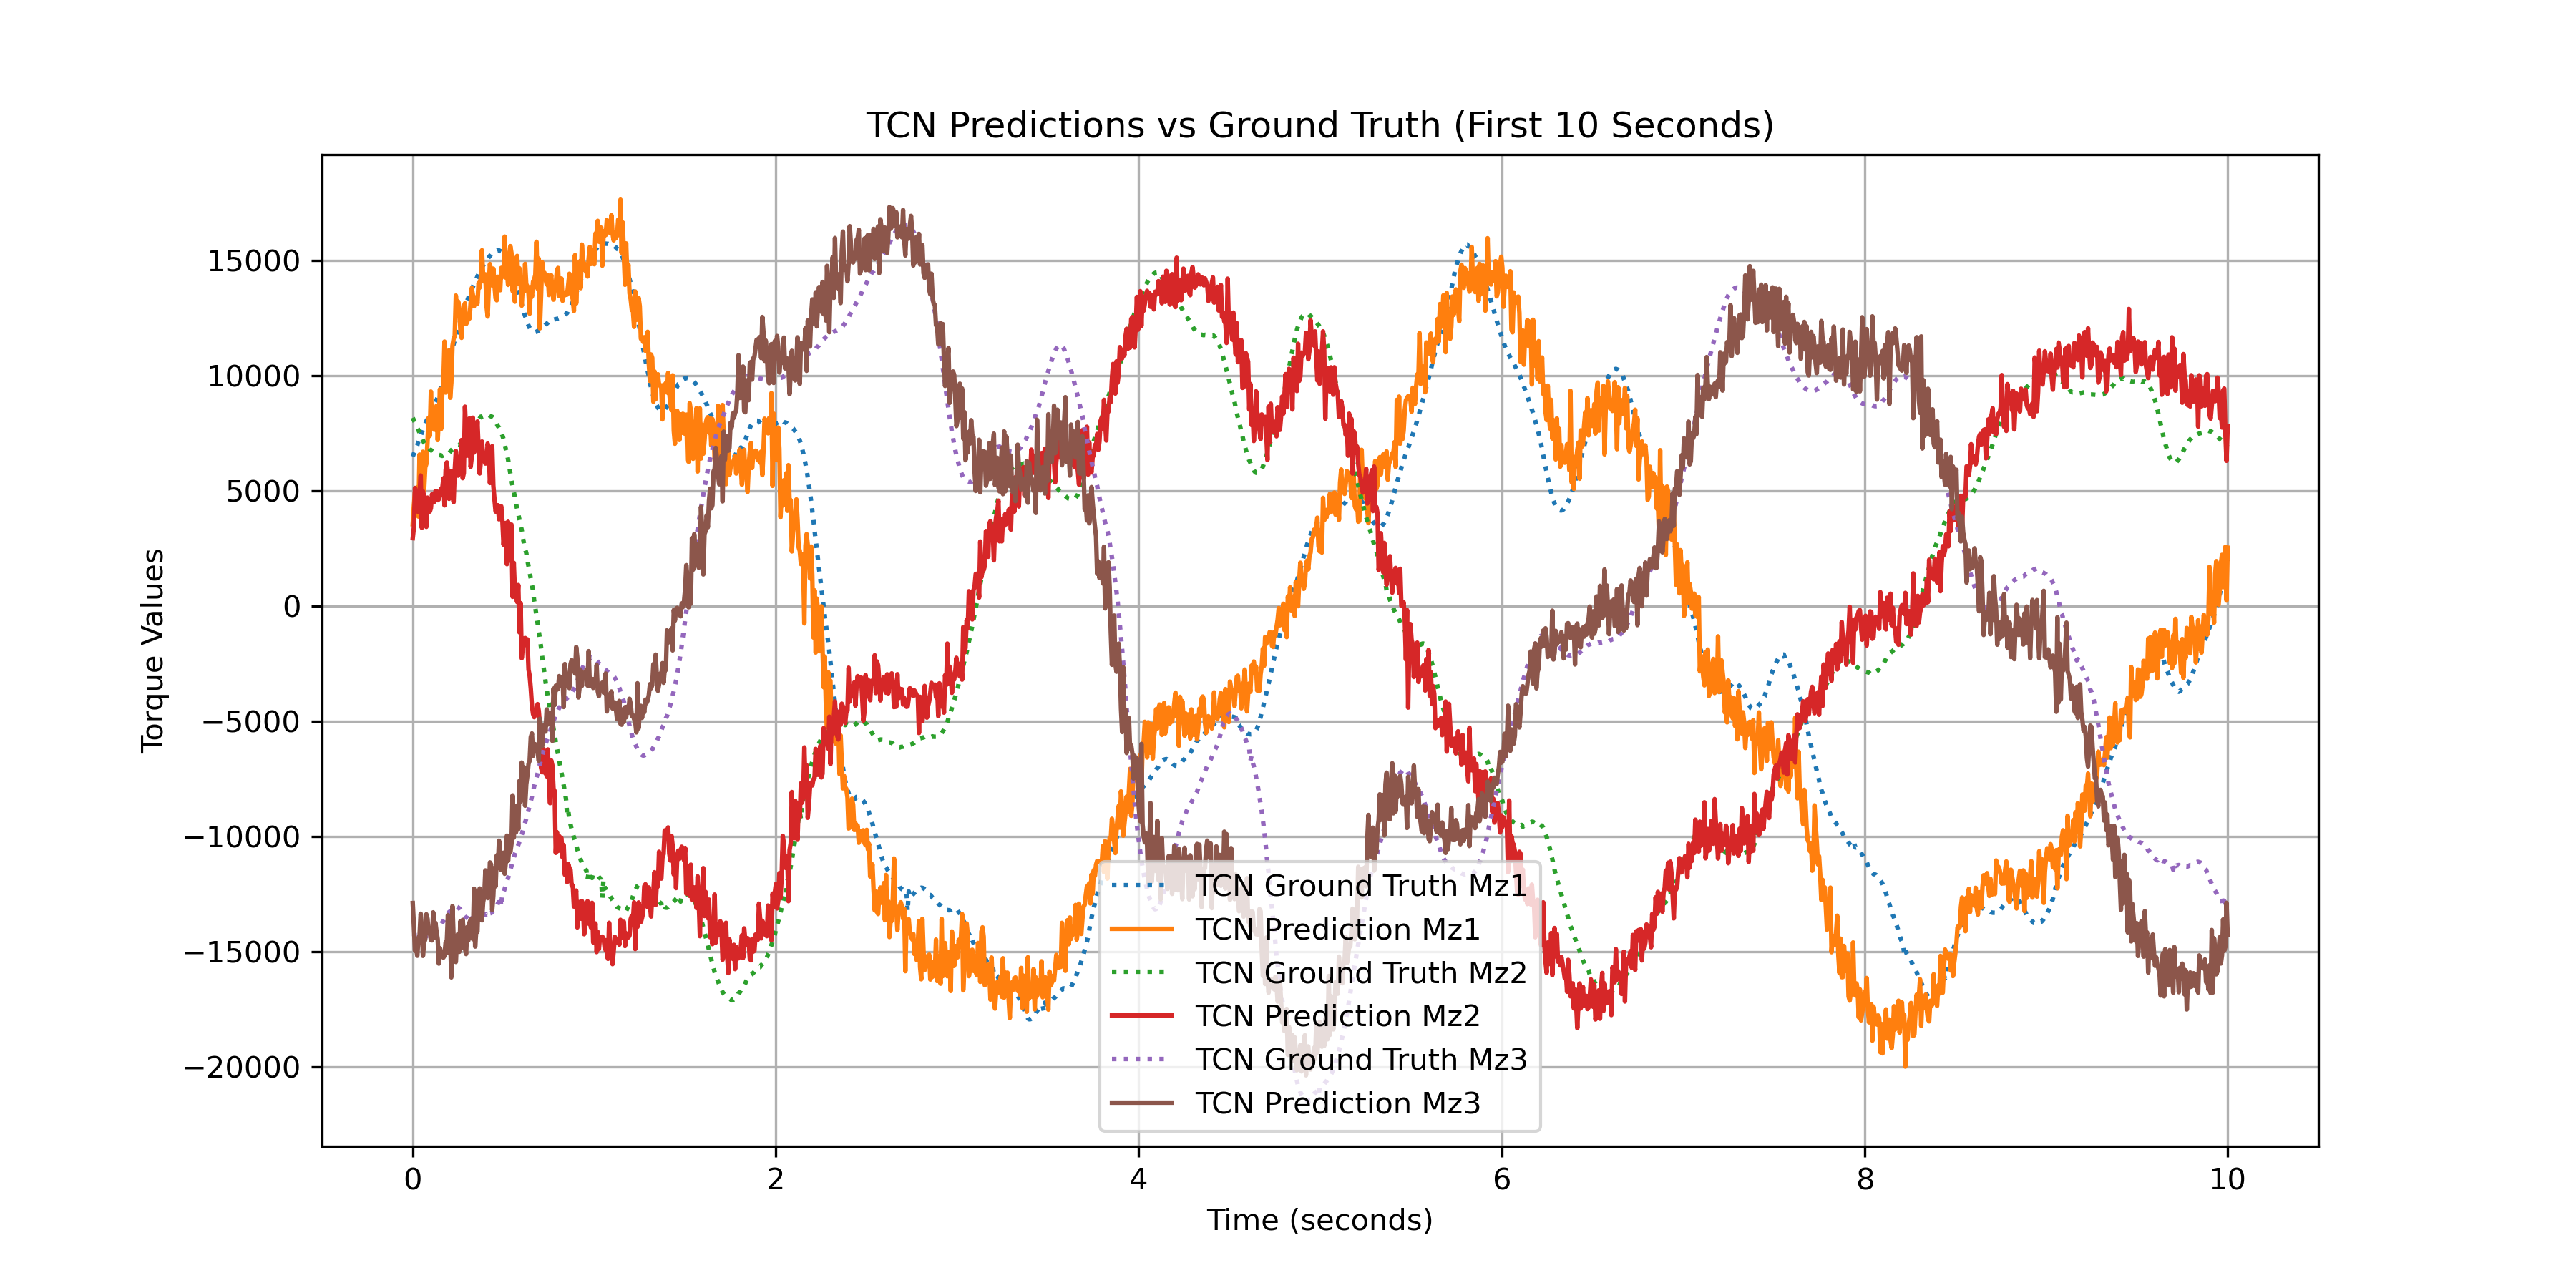 TCN Predictions vs Ground Truth (First 10 Seconds)
Torque Values
15000
10000
5000
0
−5000
−10000
−15000
−20000
TCN Ground Truth Mz1
TCN Prediction Mz1
TCN Ground Truth Mz2
TCN Prediction Mz2
TCN Ground Truth Mz3
TCN Prediction Mz3
0 2 4 6 8 10
Time (seconds)